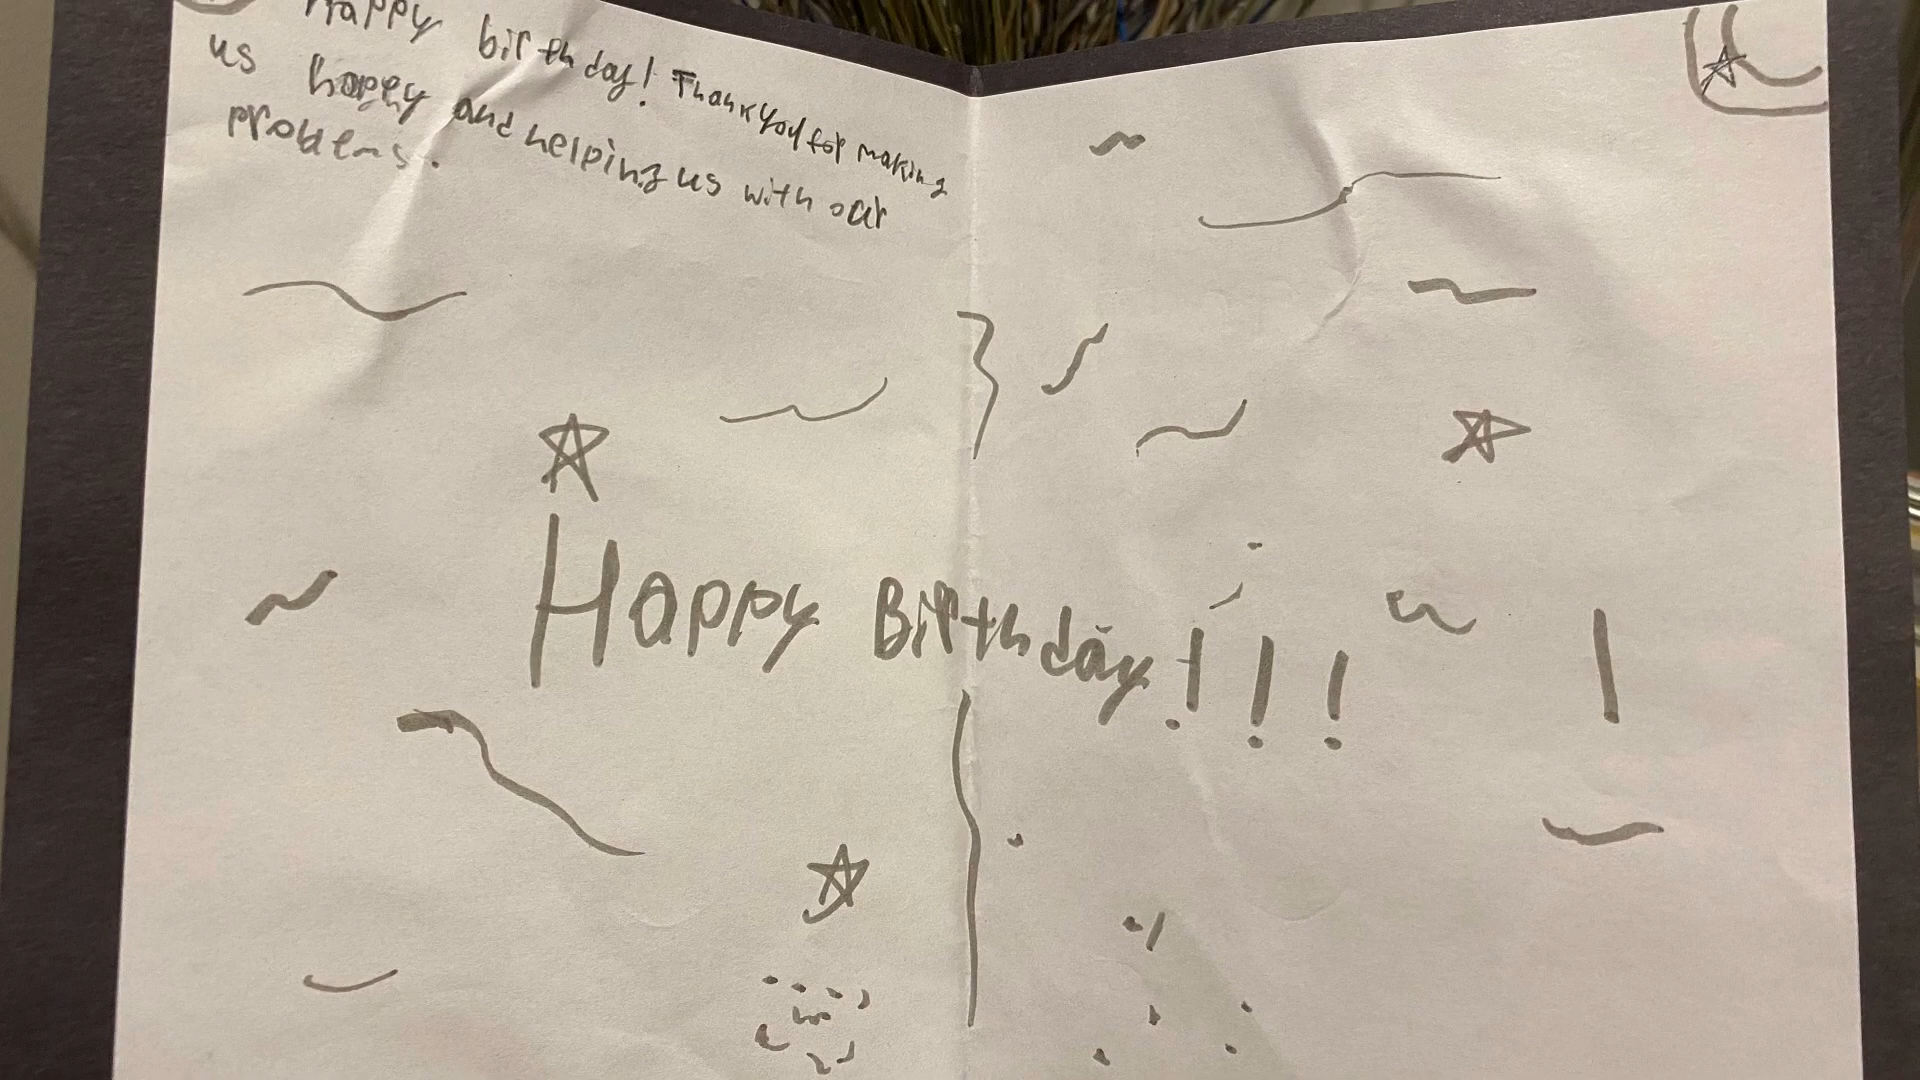 Happy birthday! Thank you for making
us happy and helping us with our
problems.
Happy Birthday!!!